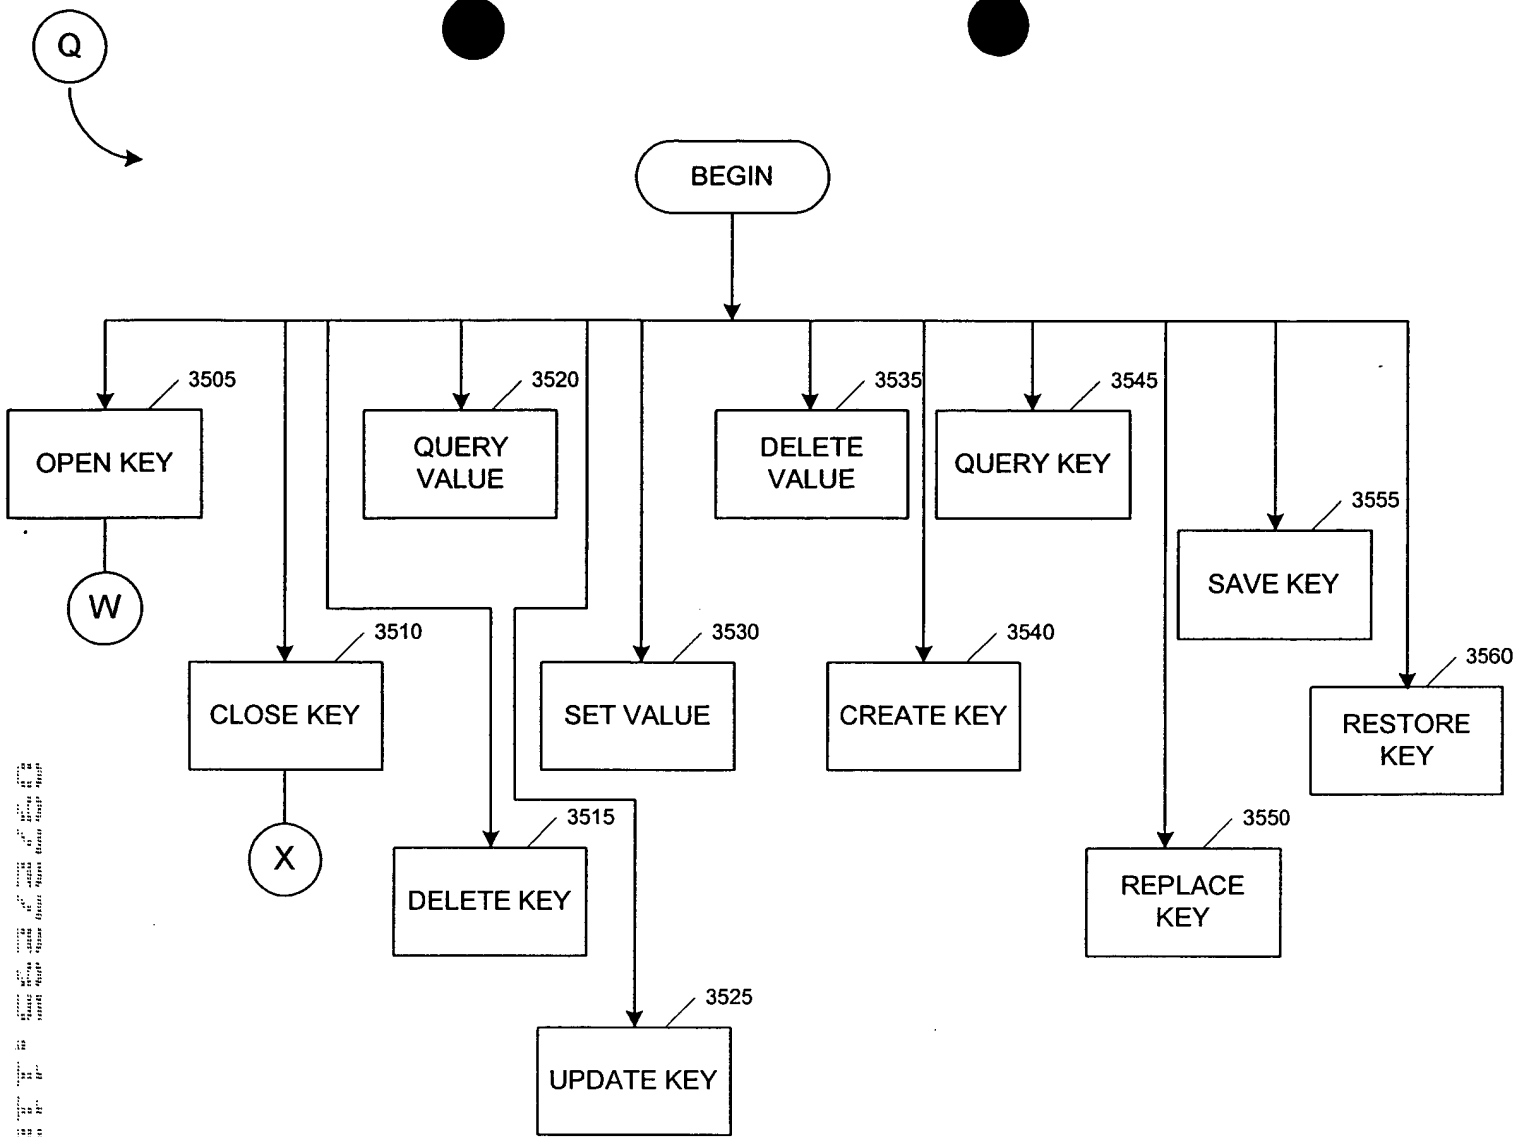 Q
BEGIN
3505
3520
3535
3545
OPEN KEY
QUERY
VALUE
DELETE
VALUE
QUERY KEY
3555
SAVE KEY
W
3510
3530
3540
3560
CLOSE KEY
SET VALUE
CREATE KEY
RESTORE
KEY
3515
3550
X
DELETE KEY
REPLACE
KEY
3525
UPDATE KEY